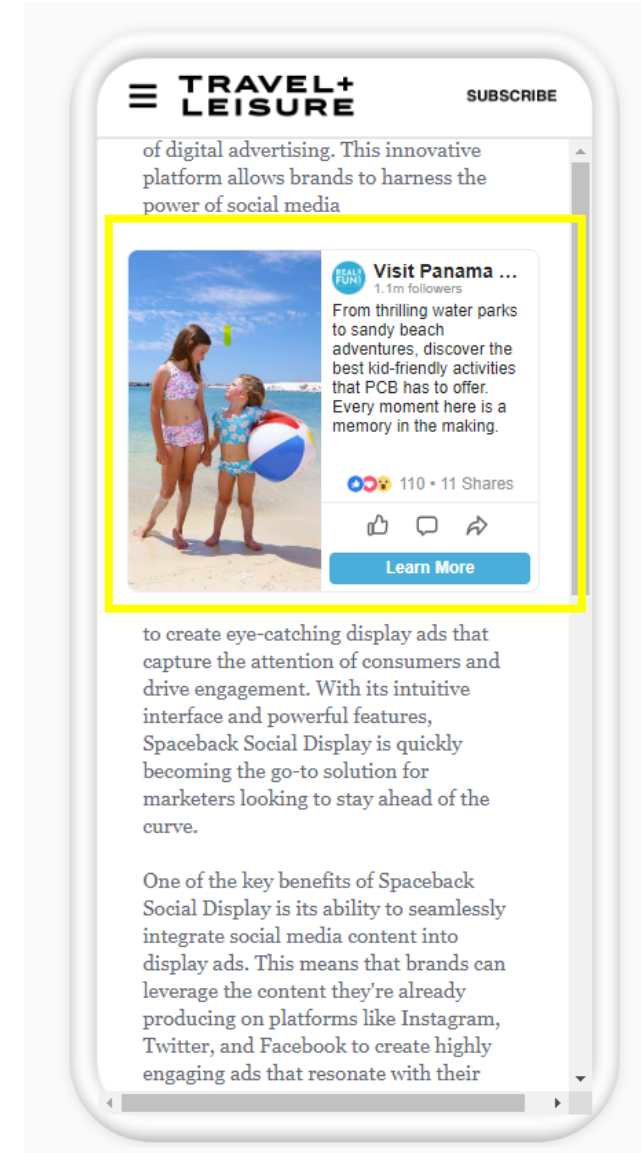 TRAVEL+
LEISURE
SUBSCRIBE
of digital advertising. This innovative
platform allows brands to harness the
power of social media
REAL!
FUN!
Visit Panama ...
1.1m followers
From thrilling water parks
to sandy beach
adventures, discover the
best kid-friendly activities
that PCB has to offer.
Every moment here is a
memory in the making.
110 • 11 Shares
Learn More
to create eye-catching display ads that
capture the attention of consumers and
drive engagement. With its intuitive
interface and powerful features,
Spaceback Social Display is quickly
becoming the go-to solution for
marketers looking to stay ahead of the
curve.
One of the key benefits of Spaceback
Social Display is its ability to seamlessly
integrate social media content into
display ads. This means that brands can
leverage the content they're already
producing on platforms like Instagram,
Twitter, and Facebook to create highly
engaging ads that resonate with their